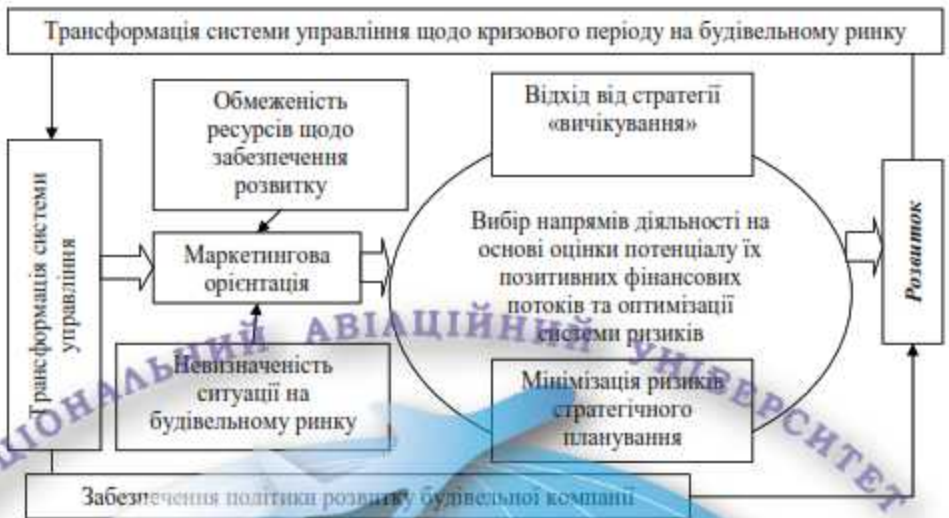 Трансформація системи управління щодо кризового періоду на будівельному ринку
Обмеженість
ресурсів щодо
забезпечення
розвитку
Відхід від стратегії
«вичікування»
Трансформація системи
управління
Маркетингова
орієнтація
Вибір напрямів діяльності на
основі оцінки потенціалу їх
позитивних фінансових
потоків та оптимізації
системи ризиків
Розвиток
Невизначеність
ситуації на
будівельному ринку
Мінімізація ризиків
стратегічного
планування
Забезпечення політики розвитку будівельної компанії
ЦІОНАЛЬНИЙ АВІАЦІЙНИЙ УНІВЕРСИТЕТ